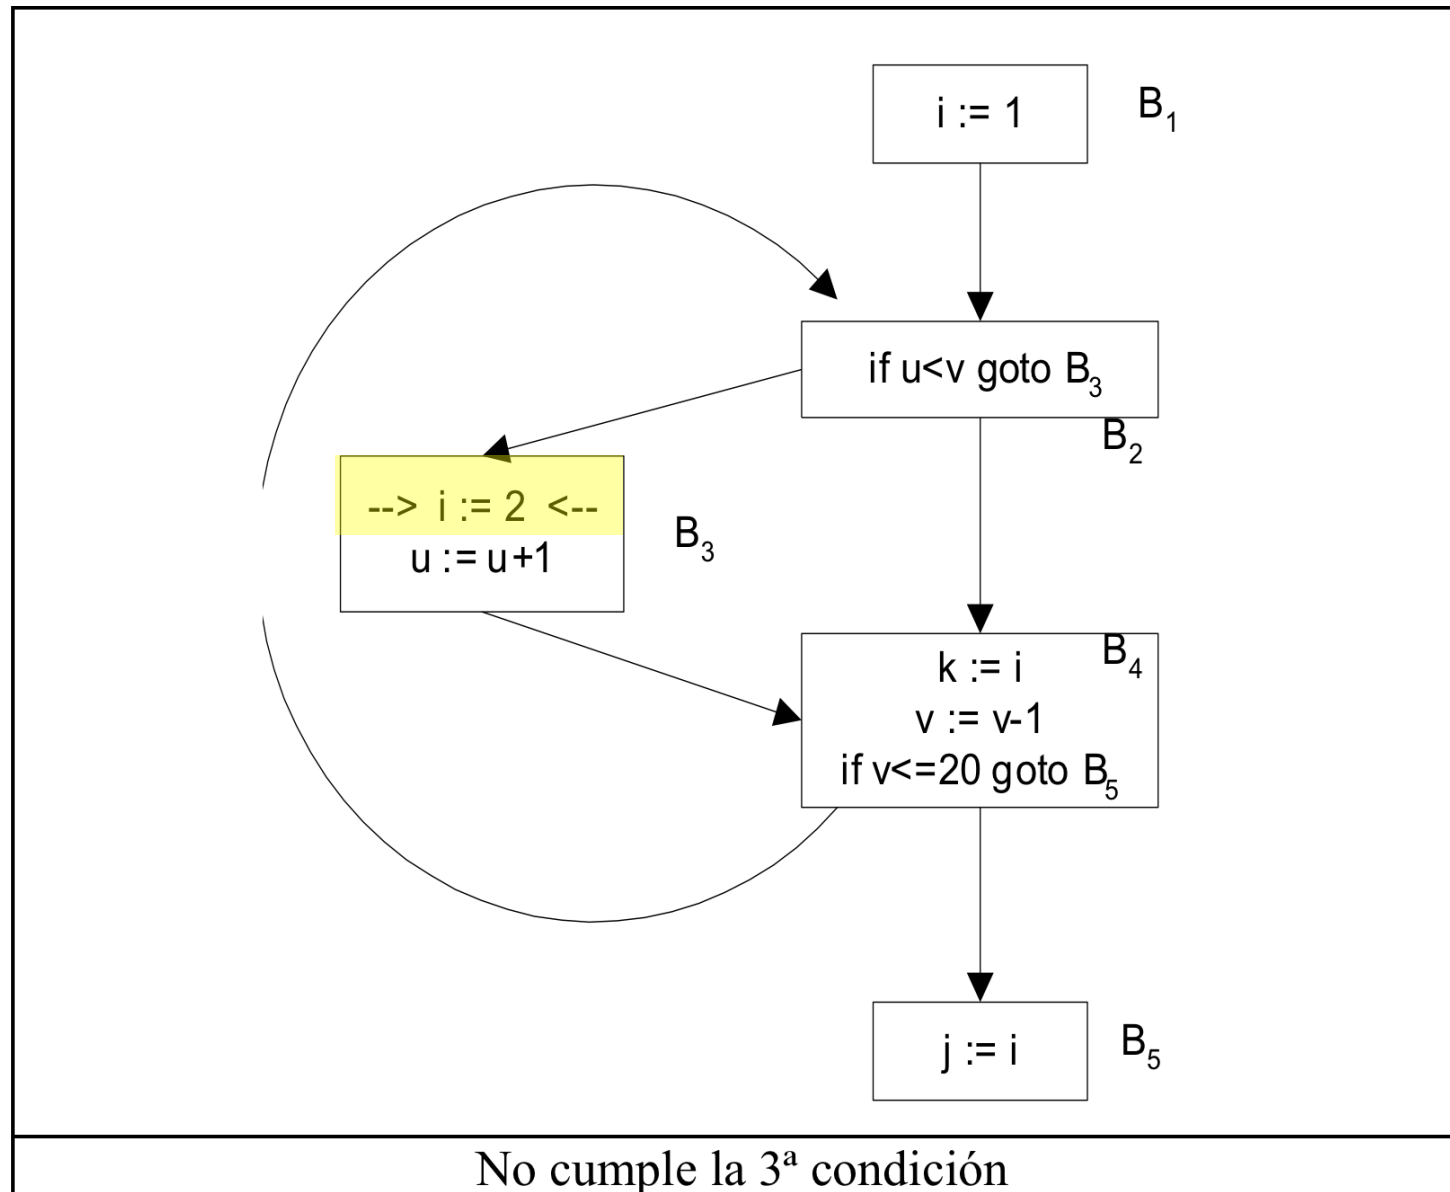 i := 1
B₁
if u<v goto B₃
B₂
--> i := 2 <--
u := u+1
B₃
B₄
k := i
v := v-1
if v<=20 goto B₅
j := i
B₅
No cumple la 3ª condición